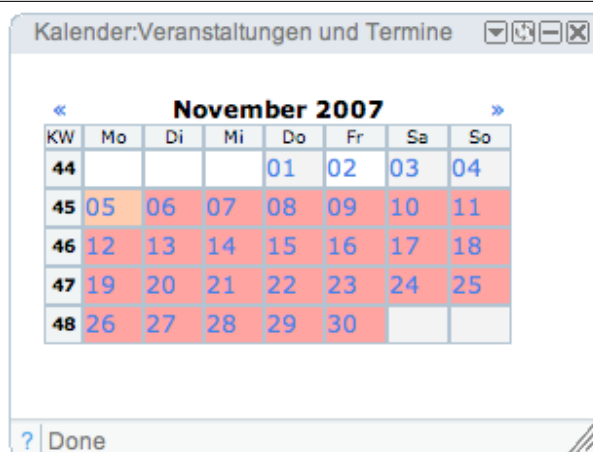 Kalender:Veranstaltungen und Termine
« November 2007 »
KW Mo Di Mi Do Fr Sa So
44 01 02 03 04
45 05 06 07 08 09 10 11
46 12 13 14 15 16 17 18
47 19 20 21 22 23 24 25
48 26 27 28 29 30
? Done